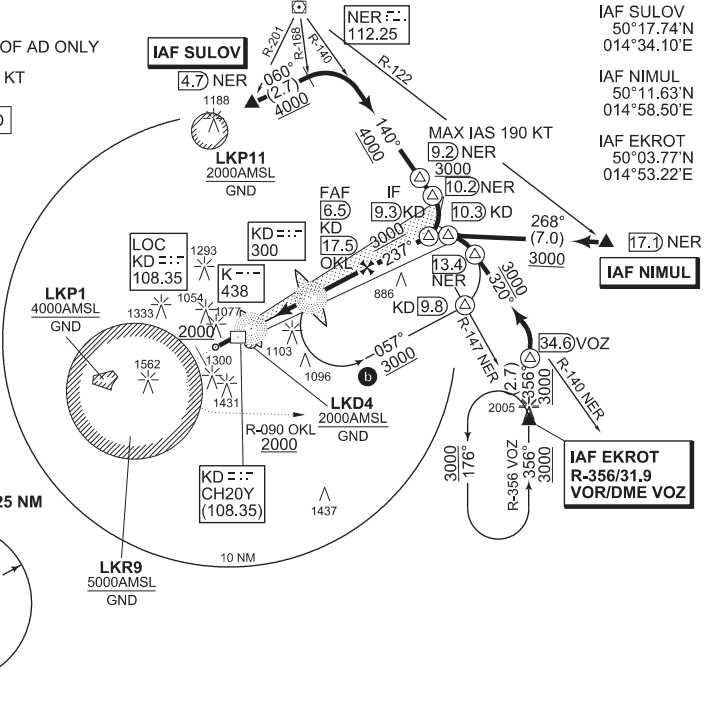 IAF SULOV
50°17.74'N
014°34.10'E
IAF NIMUL
50°11.63'N
014°58.50'E
IAF EKROT
50°03.77'N
014°53.22'E
OF AD ONLY
KT
NER
112.25
IAF SULOV
4.7 NER
R-201
R-168
R-140
R-122
060°
(2.7)
4000
1188
LKP11
2000AMSL
GND
140°
4000
MAX IAS 190 KT
9.2 NER
3000
10.2 NER
FAF
6.5
KD
17.5
OKL
IF
9.3 KD
10.3 KD
3000
237°
268°
(7.0)
3000
17.1 NER
IAF NIMUL
KD
300
LOC
KD
108.35
1293
K
438
LKP1
4000AMSL
GND
1333
1054
1077
2000
886
13.4
NER
KD 9.8
3000
320°
34.6 VOZ
1562
1300
1431
1103
1096
057°
3000
b
R-147 NER
R-140 NER
(2.7)
356°
3000
2005
LKD4
2000AMSL
GND
R-090 OKL
2000
3000
176°
R-356 VOZ
356°
3000
IAF EKROT
R-356/31.9
VOR/DME VOZ
KD
CH20Y
(108.35)
1437
25 NM
10 NM
LKR9
5000AMSL
GND